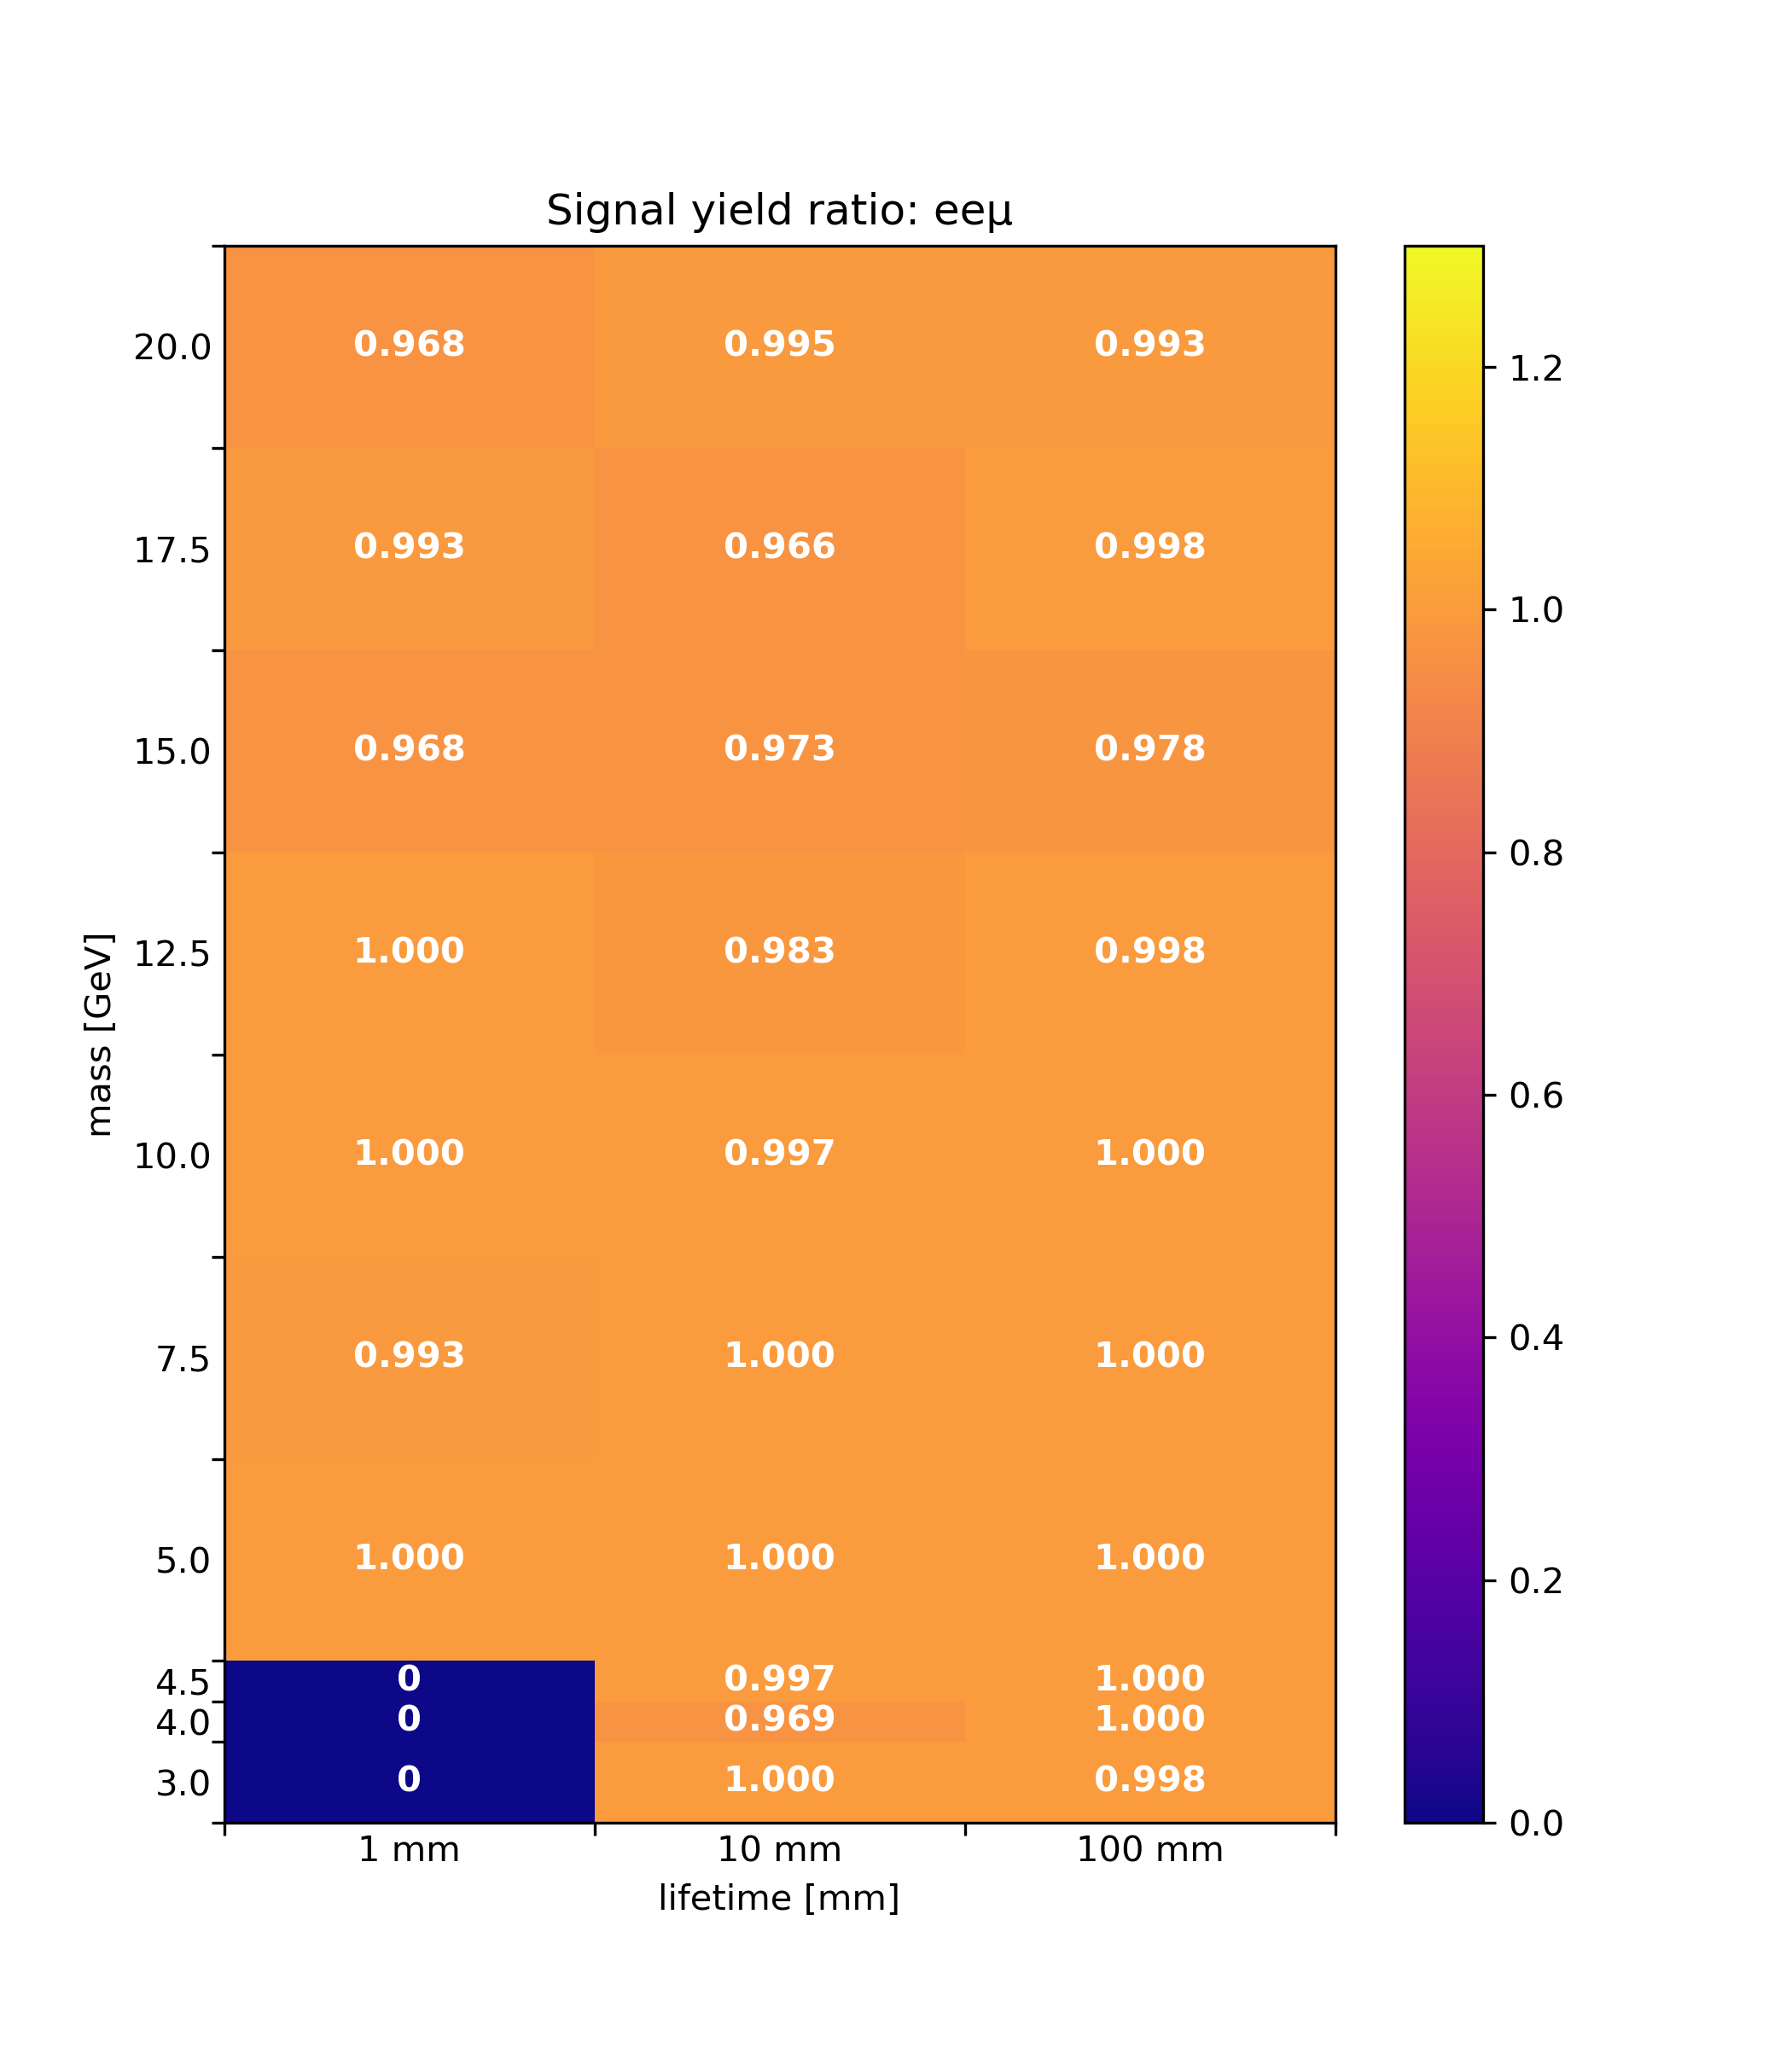 Signal yield ratio: eeμ
20.0 0.968 0.995 0.993
1.2
17.5 0.993 0.966 0.998
1.0
15.0 0.968 0.973 0.978
0.8
12.5 1.000 0.983 0.998
mass [GeV]
0.6
10.0 1.000 0.997 1.000
0.4
7.5 0.993 1.000 1.000
5.0 1.000 1.000 1.000
0.2
4.5 0 0.997 1.000
4.0 0 0.969 1.000
3.0 0 1.000 0.998
0.0
1 mm 10 mm 100 mm
lifetime [mm]